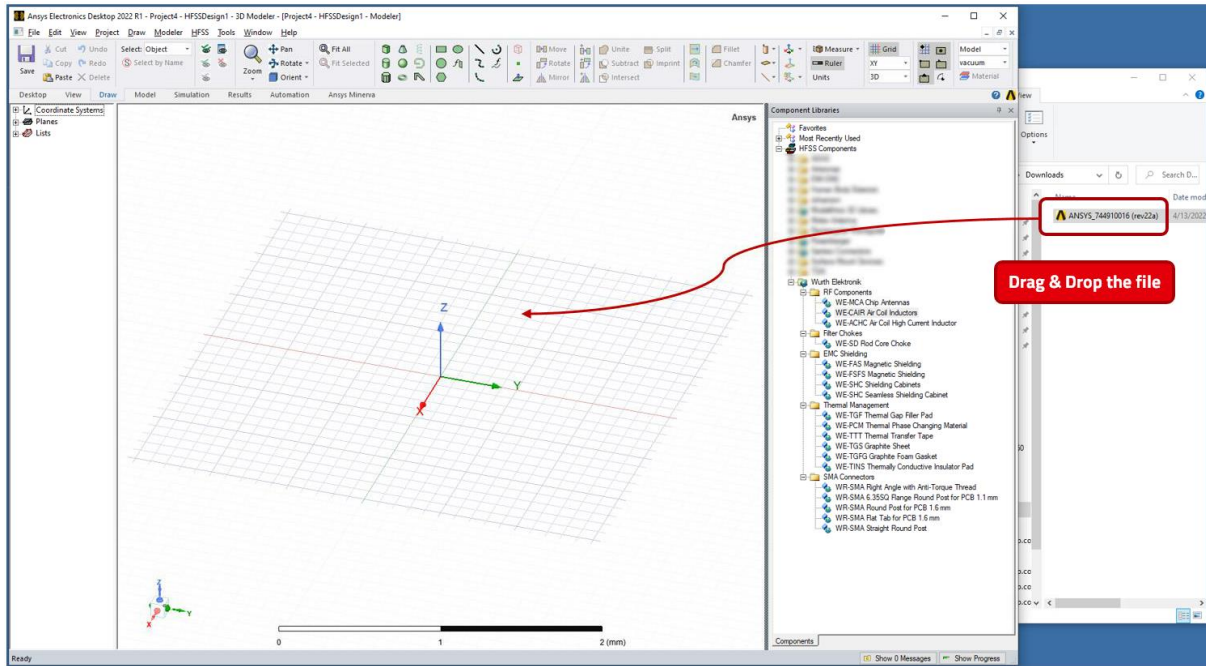 Ansys Electronics Desktop 2022 R1 - Project4 - HFSSDesign1 - 3D Modeler - [Project4 - HFSSDesign1 - Modeler]
File Edit View Project Draw Modeler HFSS Tools Window Help
Save
Cut Undo
Copy Redo
Paste Delete
Select: Object
Select by Name
Zoom
Pan
Rotate
Orient
Fit All
Fit Selected
Move
Rotate
Mirror
Unite
Subtract
Intersect
Split
Imprint
Fillet
Chamfer
Measure
Ruler
Units
Grid
XY
3D
Model
vacuum
Material
Desktop View Draw Model Simulation Results Automation Ansys Minerva
Coordinate Systems
Planes
Lists
Ansys
Z
Y
X
Z
Y
X
0 1 2 (mm)
Component Libraries
Favorites
Most Recently Used
HFSS Components
Wurth Elektronik
RF Components
WE-MCA Chip Antennas
WE-CAIR Air Coil Inductors
WE-ACHC Air Coil High Current Inductor
Filter Chokes
WE-SD Rod Core Choke
EMC Shielding
WE-FAS Magnetic Shielding
WE-FSFS Magnetic Shielding
WE-SHC Shielding Cabinets
WE-SHC Seamless Shielding Cabinet
Thermal Management
WE-TGF Thermal Gap Filler Pad
WE-PCM Thermal Phase Changing Material
WE-TTT Thermal Transfer Tape
WE-TGS Graphite Sheet
WE-TGFG Graphite Foam Gasket
WE-TINS Thermally Conductive Insulator Pad
SMA Connectors
WR-SMA Right Angle with Anti-Torque Thread
WR-SMA 6.35SQ Flange Round Post for PCB 1.1 mm
WR-SMA Round Post for PCB 1.6 mm
WR-SMA Flat Tab for PCB 1.6 mm
WR-SMA Straight Round Post
Components
Ready
Show 0 Messages Show Progress
Options
Downloads
Search D...
Name Date mod
ANSYS_744910016 (rev22a) 4/13/2022
Drag & Drop the file